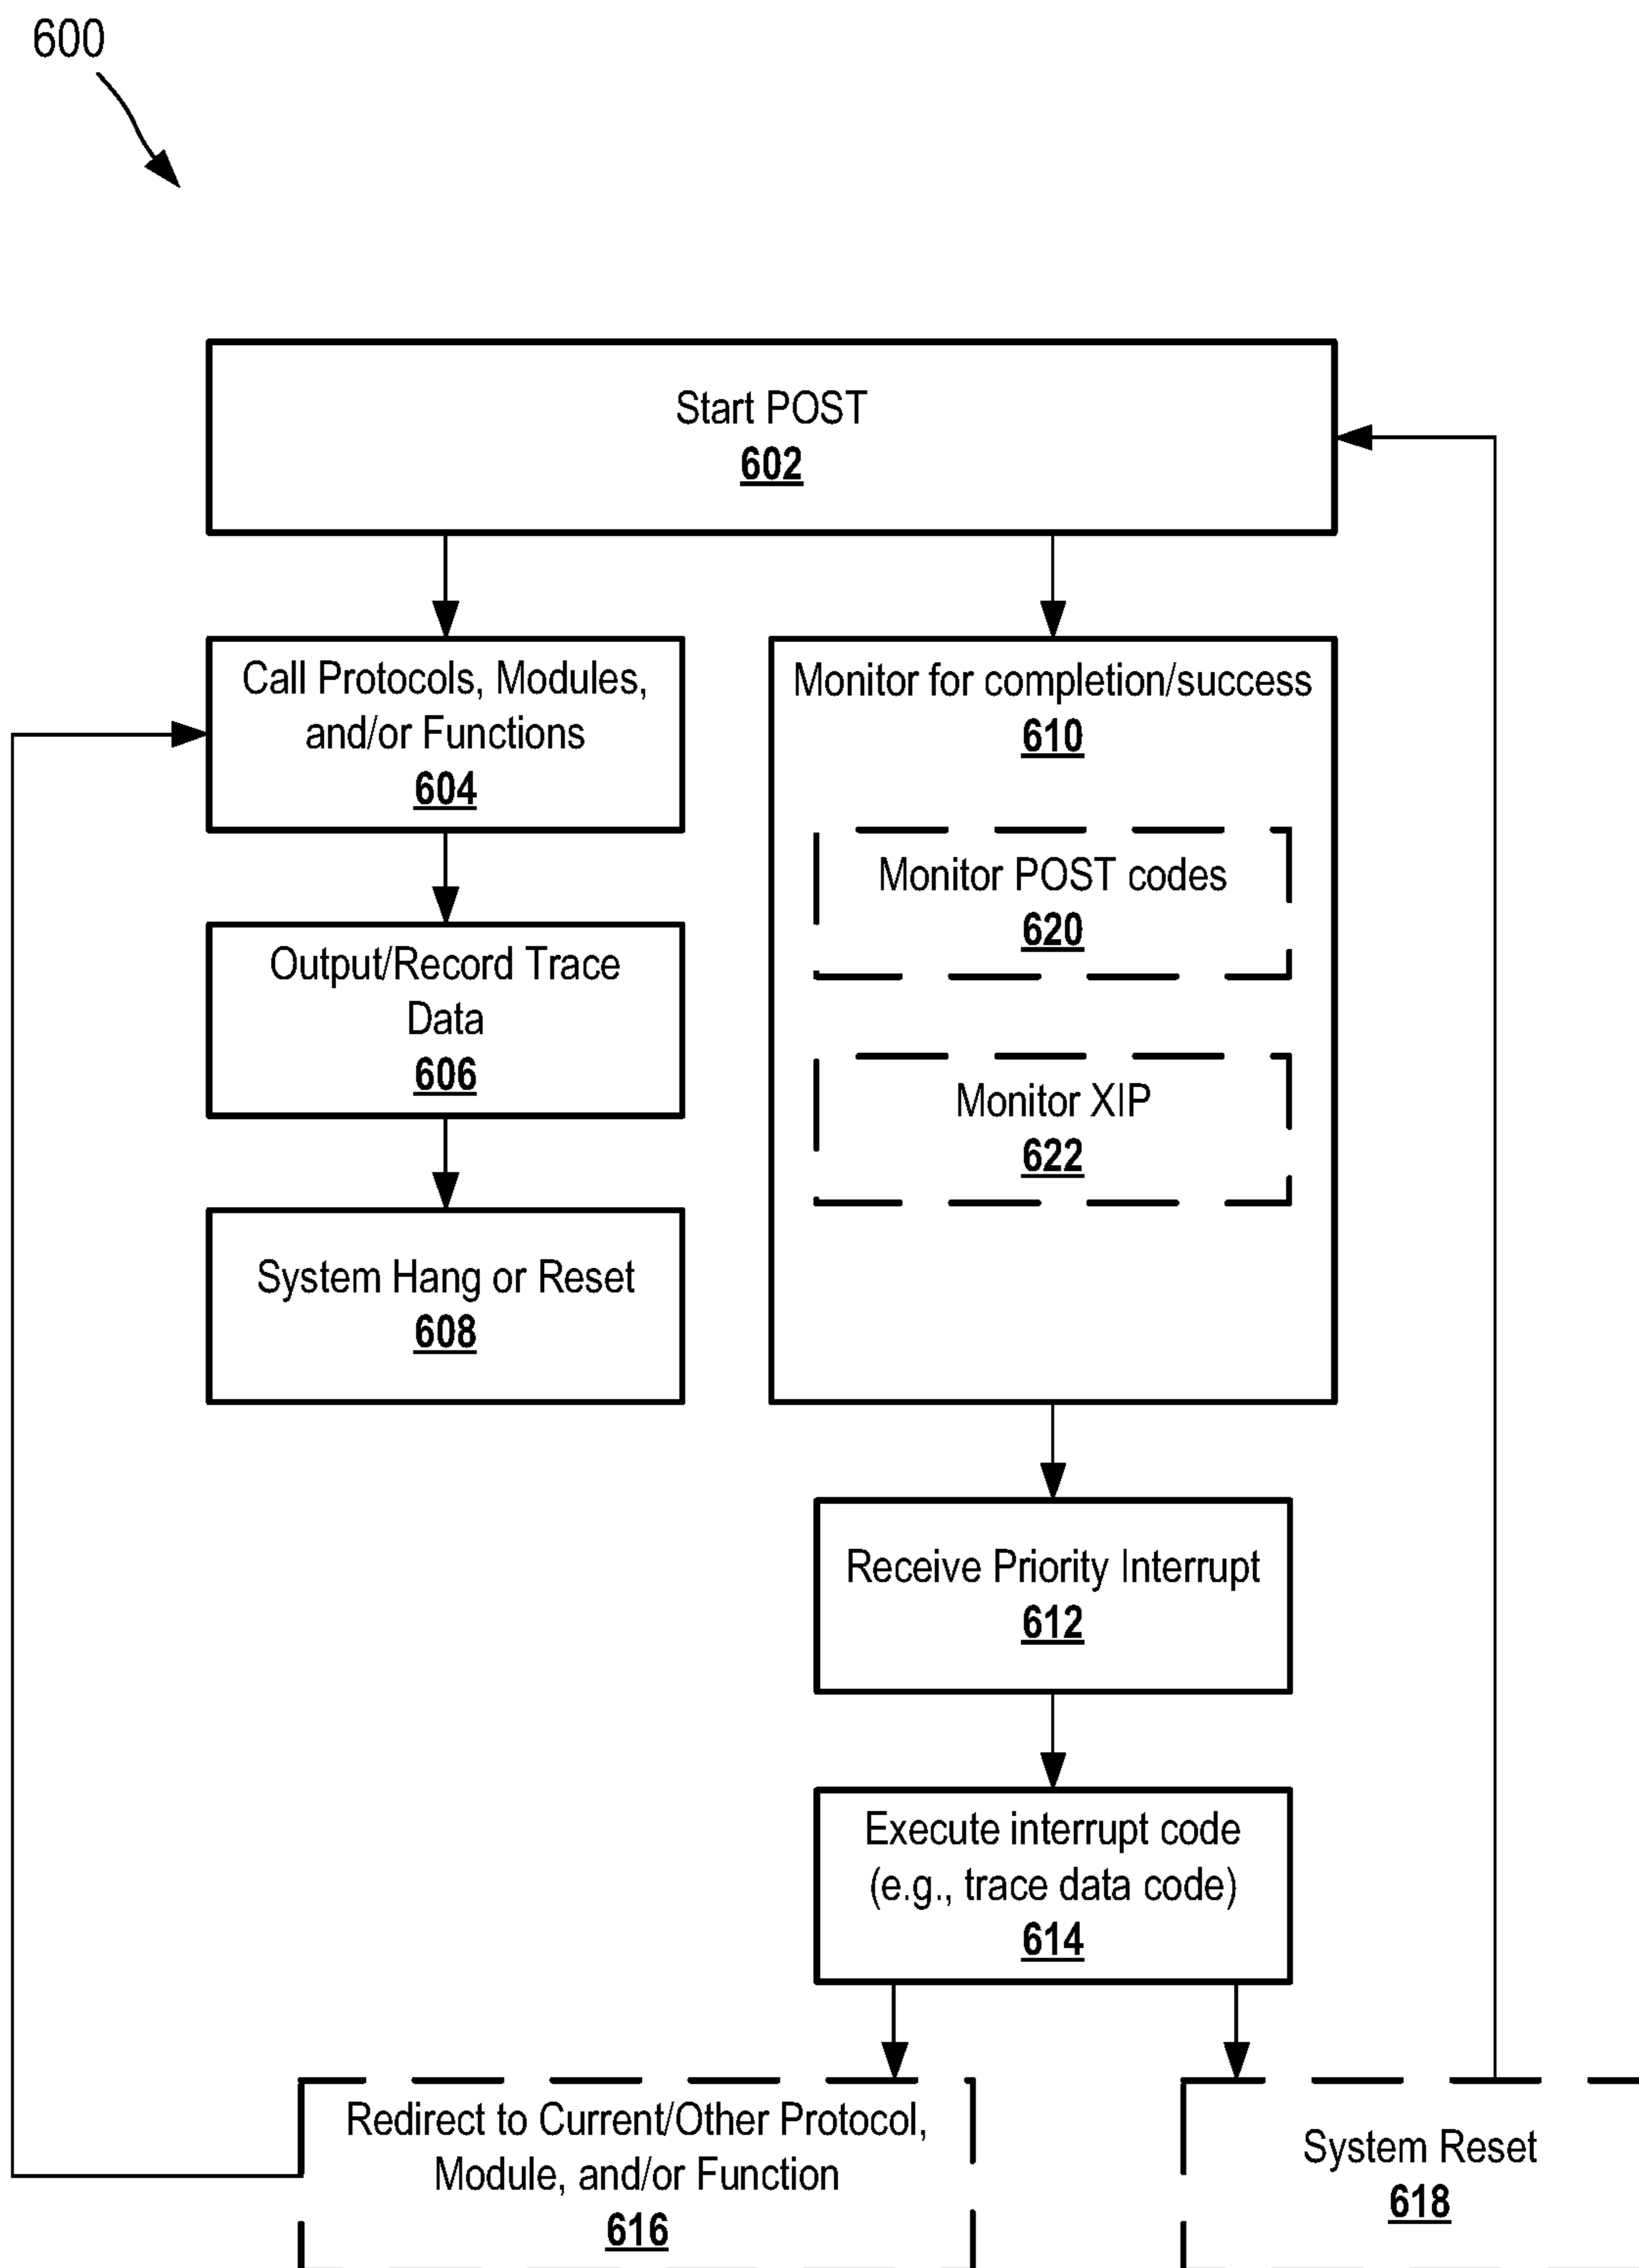 600
Start POST
602
Call Protocols, Modules,
and/or Functions
604
Output/Record Trace
Data
606
System Hang or Reset
608
Monitor for completion/success
610
Monitor POST codes
620
Monitor XIP
622
Receive Priority Interrupt
612
Execute interrupt code
(e.g., trace data code)
614
Redirect to Current/Other Protocol,
Module, and/or Function
616
System Reset
618